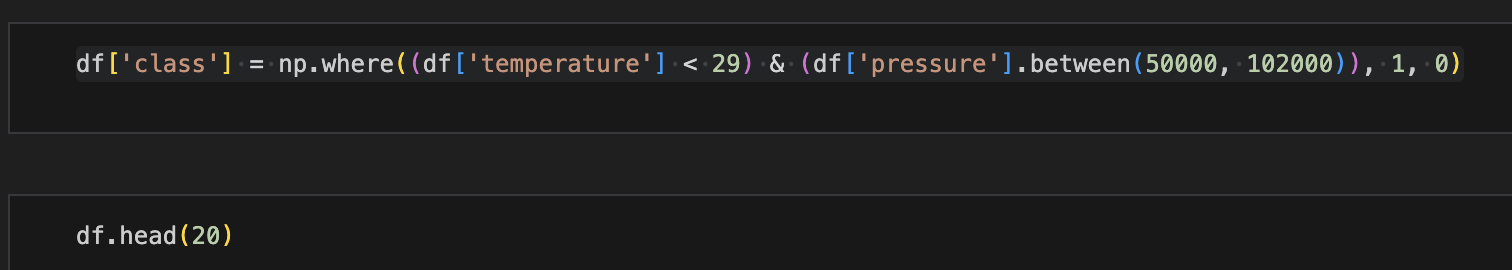 df['class'] = np.where((df['temperature'] < 29) & (df['pressure'].between(50000, 102000)), 1, 0)
df.head(20)